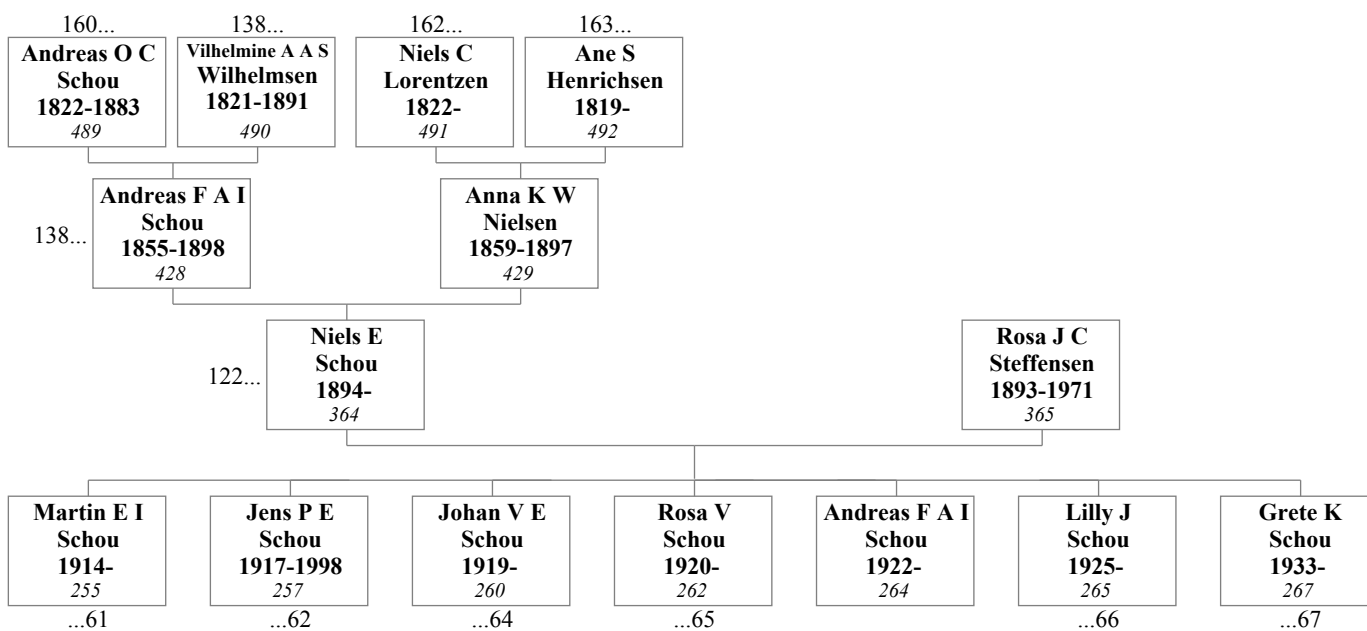 160...
138...
162...
163...
Andreas O C
Schou
1822-1883
489
Vilhelmine A A S
Wilhelmsen
1821-1891
490
Niels C
Lorentzen
1822-
491
Ane S
Henrichsen
1819-
492
138...
Andreas F A I
Schou
1855-1898
428
Anna K W
Nielsen
1859-1897
429
122...
Niels E
Schou
1894-
364
Rosa J C
Steffensen
1893-1971
365
Martin E I
Schou
1914-
255
Jens P E
Schou
1917-1998
257
Johan V E
Schou
1919-
260
Rosa V
Schou
1920-
262
Andreas F A I
Schou
1922-
264
Lilly J
Schou
1925-
265
Grete K
Schou
1933-
267
...61
...62
...64
...65
...66
...67